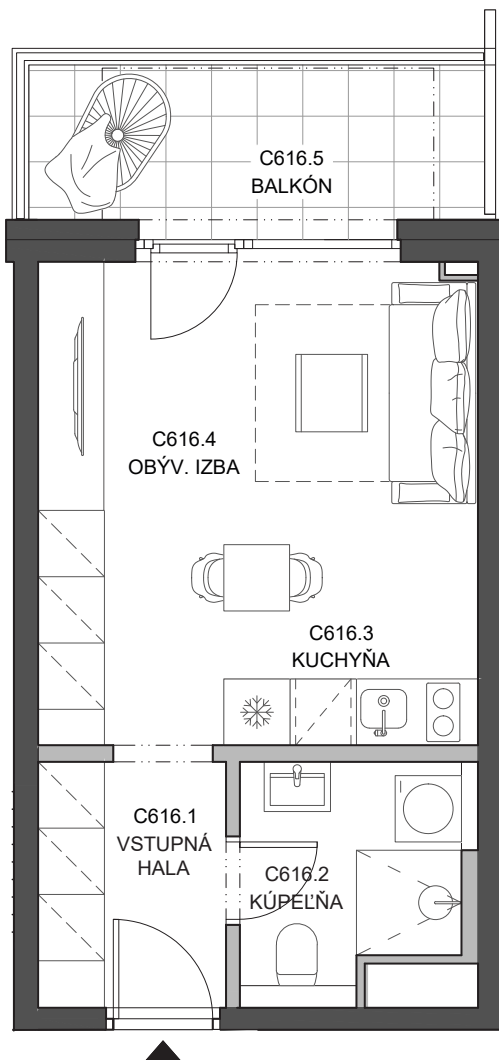 C616.5
BALKÓN
C616.4
OBÝV. IZBA
C616.3
KUCHYŇA
C616.1
VSTUPNÁ
HALA
C616.2
KÚPEĽŇA